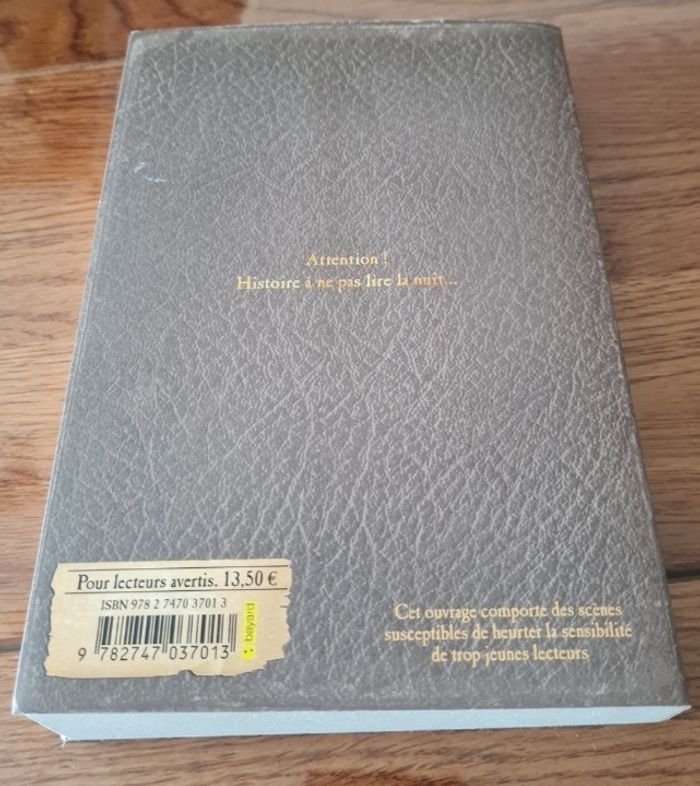 Attention !
Histoire à ne pas lire la nuit...
Pour lecteurs avertis. 13,50 €
ISBN 978 2 7470 3701 3
9 782747 037013
bayard
Cet ouvrage comporte des scènes
susceptibles de heurter la sensibilité
de trop jeunes lecteurs